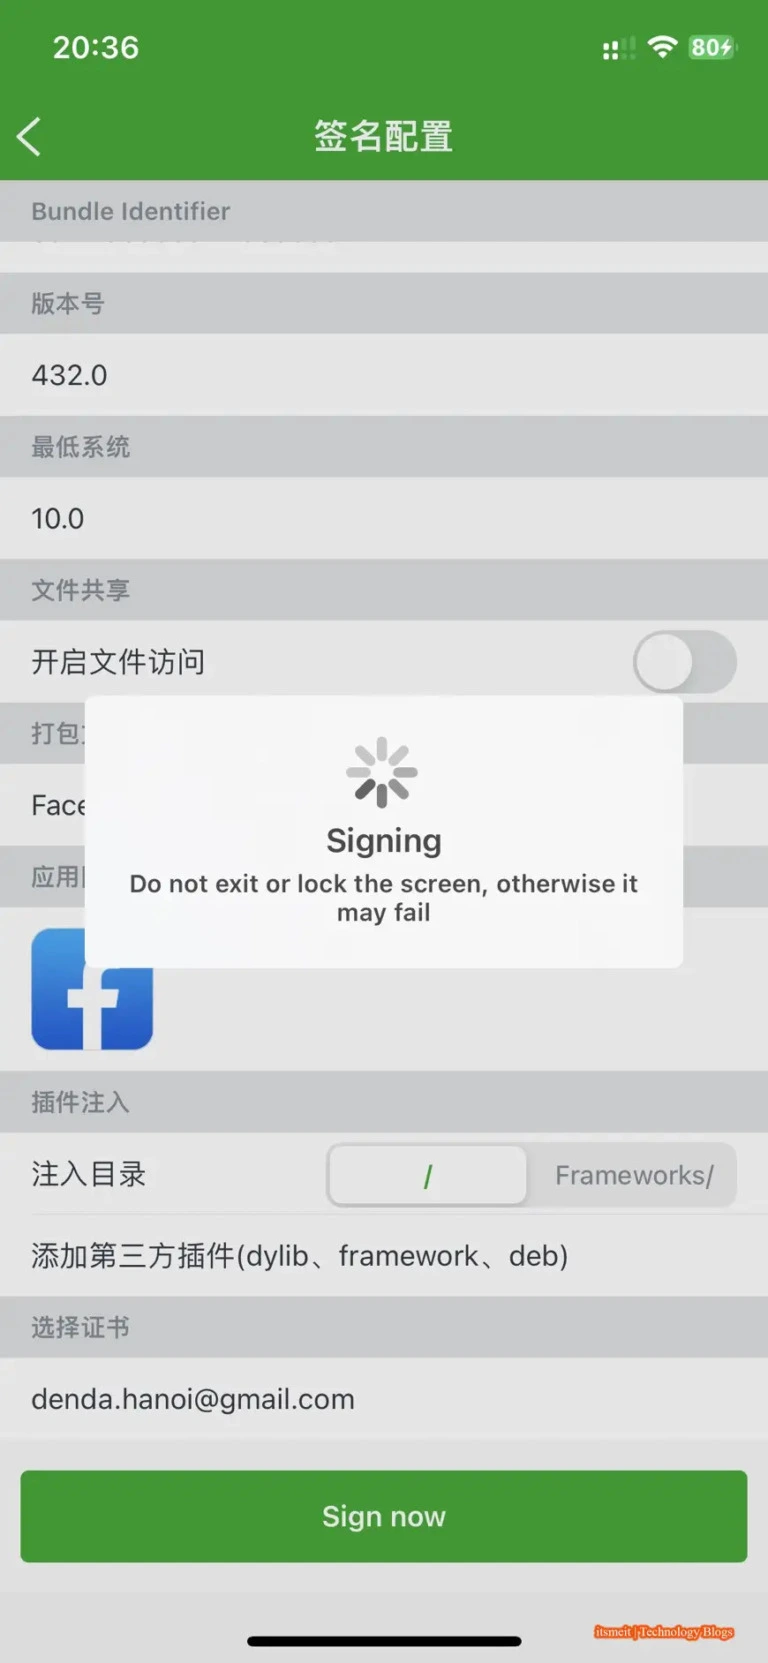 20:36
80
签名配置
Bundle Identifier
版本号
432.0
最低系统
10.0
文件共享
开启文件访问
打包
Face
Signing
Do not exit or lock the screen, otherwise it
may fail
应用
插件注入
注入目录
/
Frameworks/
添加第三方插件(dylib、framework、deb)
选择证书
denda.hanoi@gmail.com
Sign now
itsmeit | Technology Blogs